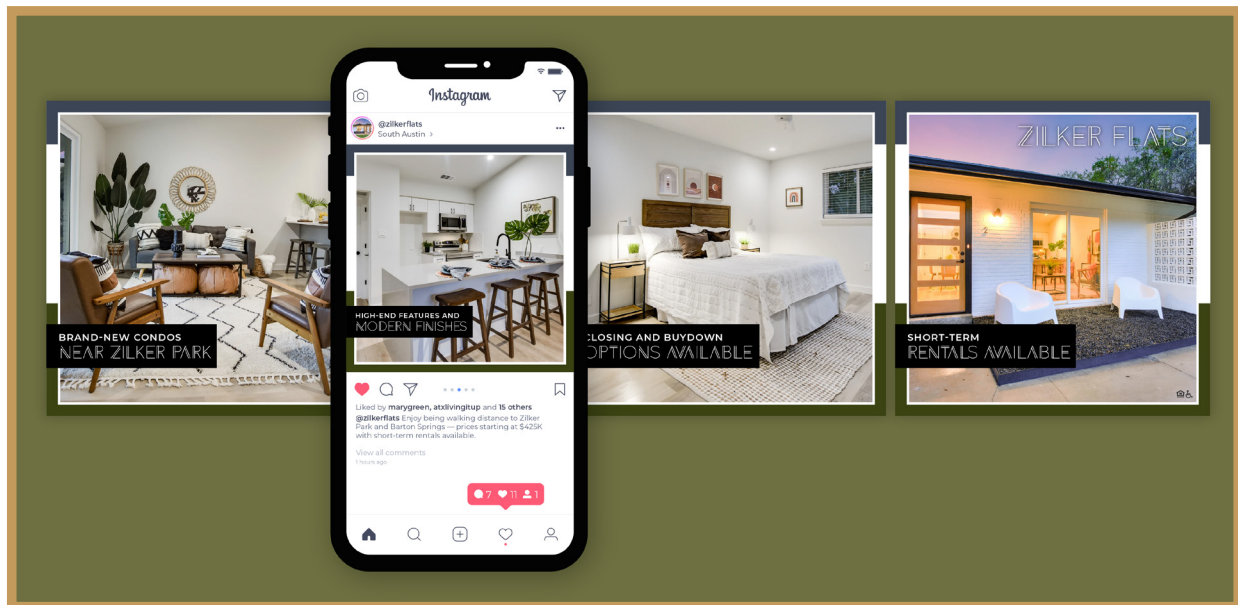 BRAND-NEW CONDOS
NEAR ZILKER PARK
Instagram
@zilkerflats
South Austin >
HIGH-END FEATURES AND
MODERN FINISHES
Liked by marygreen, atxlivingitup and 15 others
@zilkerflats Enjoy being walking distance to Zilker
Park and Barton Springs — prices starting at $425K
with short-term rentals available.
View all comments
1 hours ago
7 11 1
CLOSING AND BUYDOWN
OPTIONS AVAILABLE
ZILKER FLATS
2
SHORT-TERM
RENTALS AVAILABLE